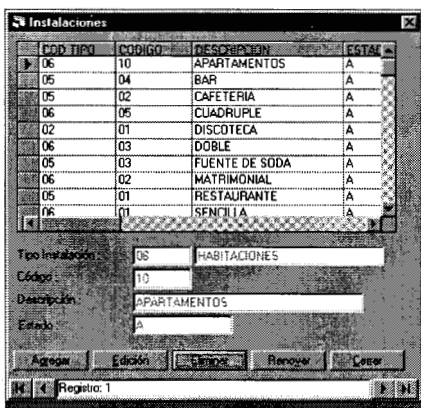 Instalaciones
COD TIPO CODIGO DESCRIPCION ESTAD
06 10 APARTAMENTOS A
05 04 BAR A
05 02 CAFETERIA A
06 05 CUADRUPLE A
02 01 DISCOTECA A
06 03 DOBLE A
05 03 FUENTE DE SODA A
06 02 MATRIMONIAL A
05 01 RESTAURANTE A
06 01 SENCILLA A
Tipo Instalación : 06 HABITACIONES
Código : 10
Descripción : APARTAMENTOS
Estado : A
Agregar Edición Eliminar Renovar Cerrar
Registro: 1